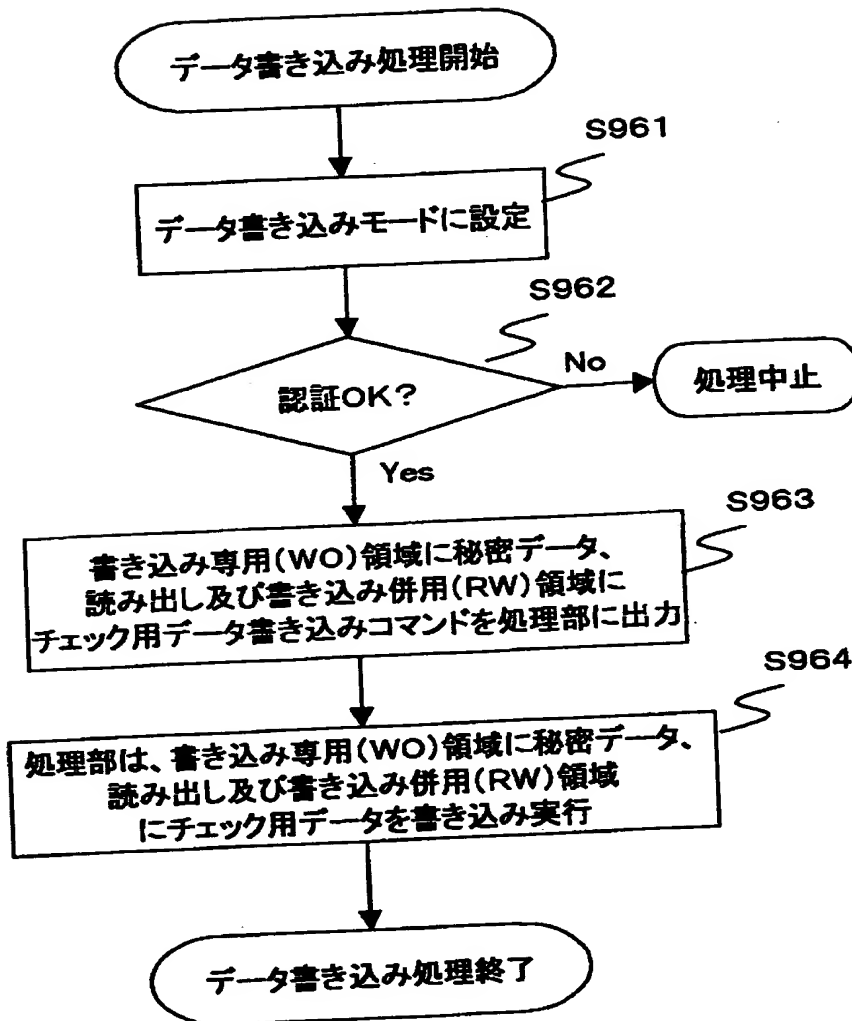 データ書き込み処理開始
S961
データ書き込みモードに設定
S962
認証OK?
No
処理中止
Yes
S963
書き込み専用(WO)領域に秘密データ、
読み出し及び書き込み併用(RW)領域に
チェック用データ書き込みコマンドを処理部に出力
S964
処理部は、書き込み専用(WO)領域に秘密データ、
読み出し及び書き込み併用(RW)領域
にチェック用データを書き込み実行
データ書き込み処理終了